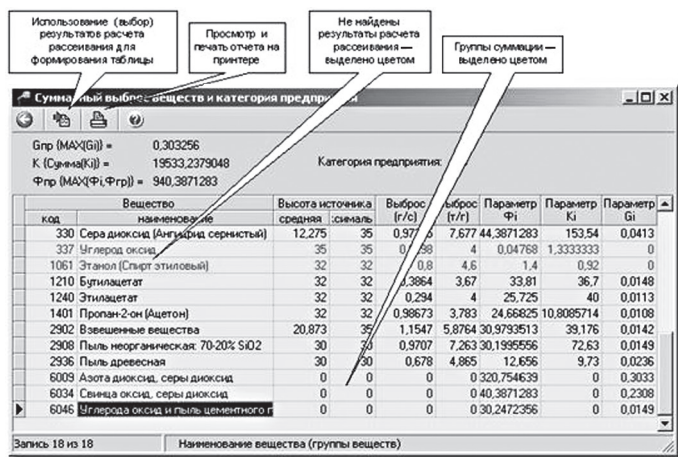 Использование (выбор)
результатов расчета
рассеивания для
формирования таблицы
Просмотр и
печать отчета на
принтере
Не найдены
результаты расчета
рассеивания —
выделено цветом
Группы суммации —
выделено цветом
Суммарный выброс веществ и категория предприятия
Gпр {MAX(Gi)} = 0,303256
К {Сумма(Ki)} = 19533,2379048
Категория предприятия:
Фпр {MAX(Фi,Фгр)} = 940,3871283
Вещество Высота источника Выброс Выброс Параметр Параметр Параметр
код наименование средняя ксималь (г/с) (т/г) Фi Ki Gi
330 Сера диоксид (Ангидрид сернистый) 12,275 35 7,677 44,3871283 153,54 0,0413
337 Углерод оксид 35 35 4 0,04768 1,3333333 0
1061 Этанол (Спирт этиловый) 32 32 0,8 4,6 1,4 0,92 0
1210 Бутилацетат 32 32 0,3864 3,67 33,81 36,7 0,0148
1240 Этилацетат 32 32 0,294 4 25,725 40 0,0113
1401 Пропан-2-он (Ацетон) 32 32 0,98673 3,783 24,66825 10,8085714 0,0108
2902 Взвешенные вещества 20,873 35 1,1547 5,8764 30,9793513 39,176 0,0142
2908 Пыль неорганическая: 70-20% SiO2 30 30 0,9707 7,263 30,1995556 72,63 0,0149
2936 Пыль древесная 30 30 0,678 4,865 12,656 9,73 0,0236
6009 Азота диоксид, серы диоксид 0 0 0 0 320,754639 0 0,3033
6034 Свинца оксид, серы диоксид 0 0 0 0 40,3871283 0 0,2308
6046 Углерода оксид и пыль цементного п 0 0 0 0 30,2472356 0 0,0149
Запись 18 из 18 Наименование вещества (группы веществ)